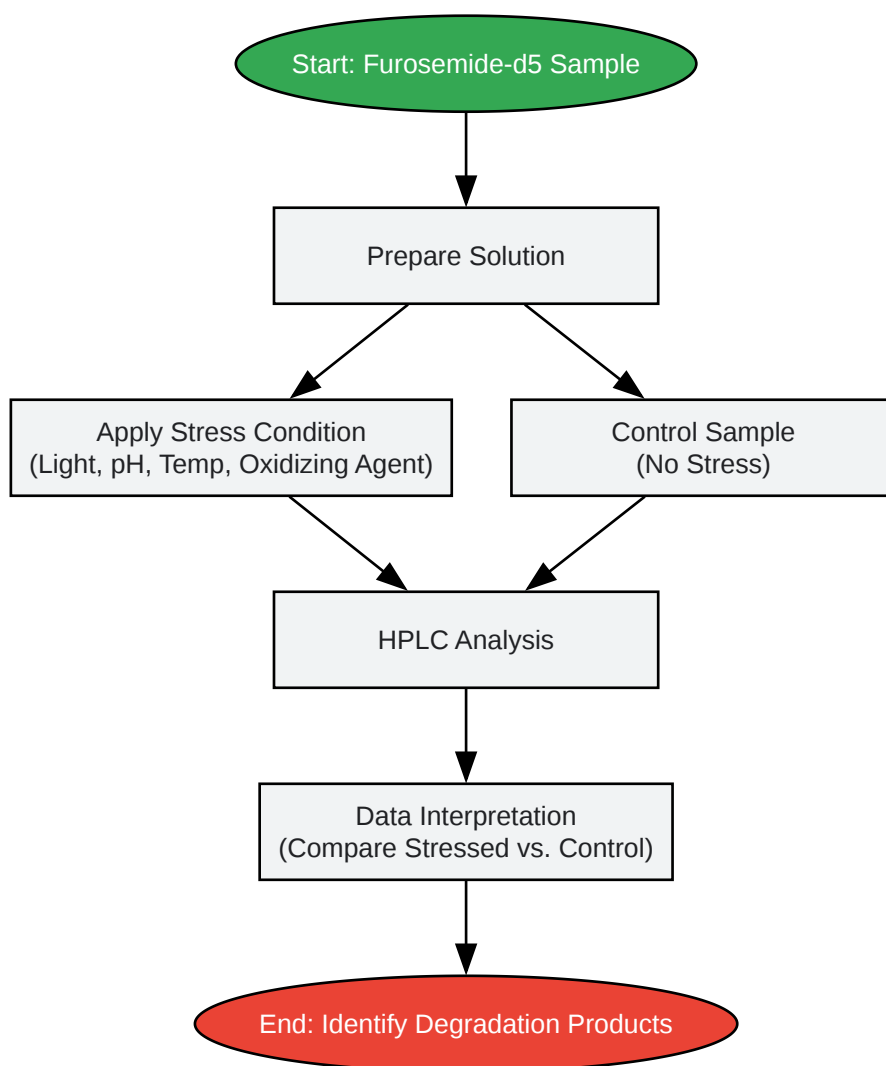 Start: Furosemide-d5 Sample
Prepare Solution
Apply Stress Condition
(Light, pH, Temp, Oxidizing Agent)
Control Sample
(No Stress)
HPLC Analysis
Data Interpretation
(Compare Stressed vs. Control)
End: Identify Degradation Products